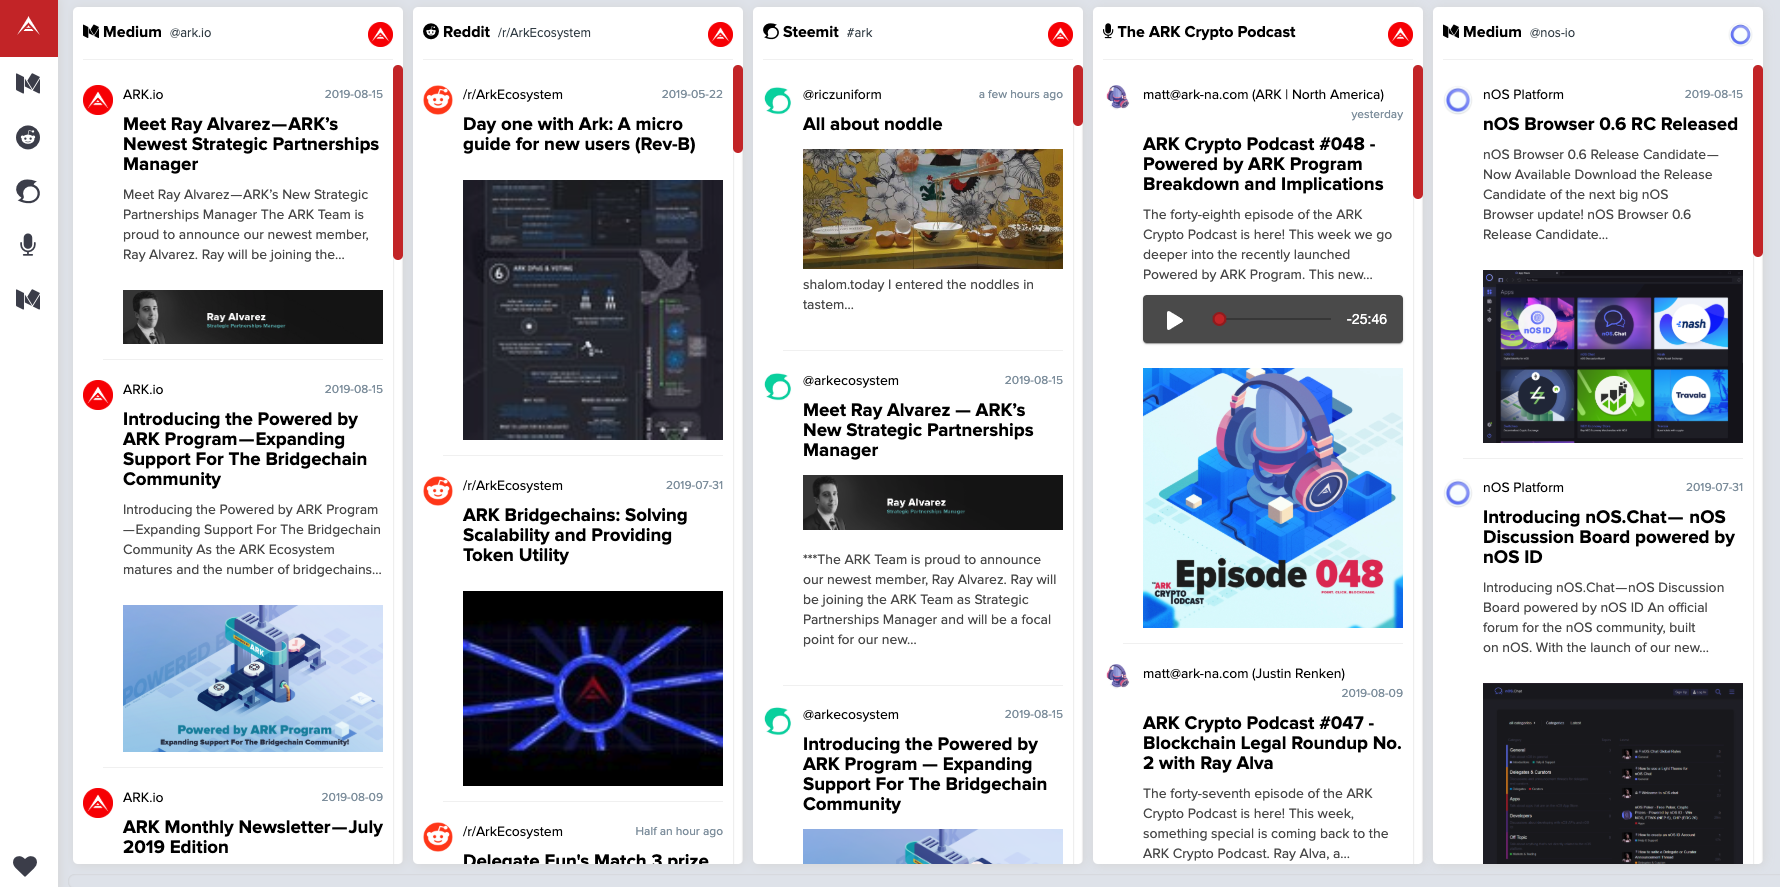 Medium @ark.io
ARK.io 2019-08-15
Meet Ray Alvarez—ARK’s
Newest Strategic Partnerships
Manager
Meet Ray Alvarez—ARK’s New Strategic
Partnerships Manager The ARK Team is
proud to announce our newest member,
Ray Alvarez. Ray will be joining the…
Ray Alvarez
Strategic Partnerships Manager
ARK.io 2019-08-15
Introducing the Powered by
ARK Program—Expanding
Support For The Bridgechain
Community
Introducing the Powered by ARK Program
—Expanding Support For The Bridgechain
Community As the ARK Ecosystem
matures and the number of bridgechains…
POWERED
ARK
Powered by ARK Program
Expanding Support For The Bridgechain Community!
ARK.io 2019-08-09
ARK Monthly Newsletter—July
2019 Edition
Reddit /r/ArkEcosystem
/r/ArkEcosystem 2019-05-22
Day one with Ark: A micro
guide for new users (Rev-B)
6 ARK DPoS & VOTING
/r/ArkEcosystem 2019-07-31
ARK Bridgechains: Solving
Scalability and Providing
Token Utility
/r/ArkEcosystem Half an hour ago
Delegate Fun's Match 3 prize
Steemit #ark
@riczuniform a few hours ago
All about noddle
shalom.today I entered the noddles in
tastem…
@arkecosystem 2019-08-15
Meet Ray Alvarez — ARK’s
New Strategic Partnerships
Manager
Ray Alvarez
Strategic Partnerships Manager
***The ARK Team is proud to announce
our newest member, Ray Alvarez. Ray will
be joining the ARK Team as Strategic
Partnerships Manager and will be a focal
point for our new…
@arkecosystem 2019-08-15
Introducing the Powered by
ARK Program — Expanding
Support For The Bridgechain
Community
The ARK Crypto Podcast
matt@ark-na.com (ARK | North America)
yesterday
ARK Crypto Podcast #048 -
Powered by ARK Program
Breakdown and Implications
The forty-eighth episode of the ARK
Crypto Podcast is here! This week we go
deeper into the recently launched
Powered by ARK Program. This new…
-25:46
THE ARK CRYPTO PODCAST
Episode 048
POINT. CLICK. BLOCKCHAIN.
matt@ark-na.com (Justin Renken)
2019-08-09
ARK Crypto Podcast #047 -
Blockchain Legal Roundup No.
2 with Ray Alva
The forty-seventh episode of the ARK
Crypto Podcast is here! This week,
something special is coming back to the
ARK Crypto Podcast. Ray Alva, a…
Medium @nos-io
nOS Platform 2019-08-15
nOS Browser 0.6 RC Released
nOS Browser 0.6 Release Candidate—
Now Available Download the Release
Candidate of the next big nOS
Browser update! nOS Browser 0.6
Release Candidate…
Apps
nOS ID nOS.Chat nash
Travala
nOS Platform 2019-07-31
Introducing nOS.Chat— nOS
Discussion Board powered by
nOS ID
Introducing nOS.Chat—nOS Discussion
Board powered by nOS ID An official
forum for the nOS community, built
on nOS. With the launch of our new…
General
Delegates & Curators
Apps
Developers
Off Topic